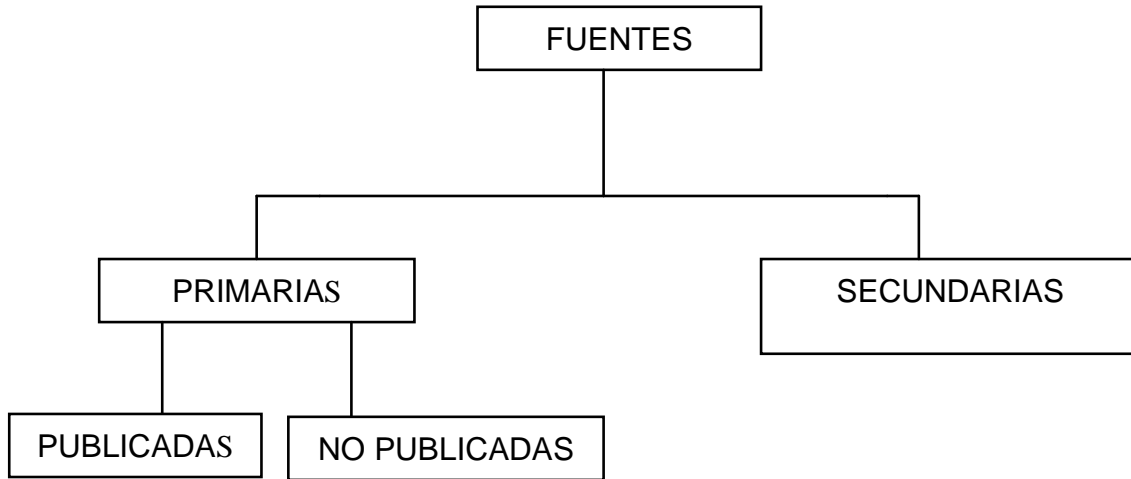 FUENTES
PRIMARIAS
SECUNDARIAS
PUBLICADAS
NO PUBLICADAS